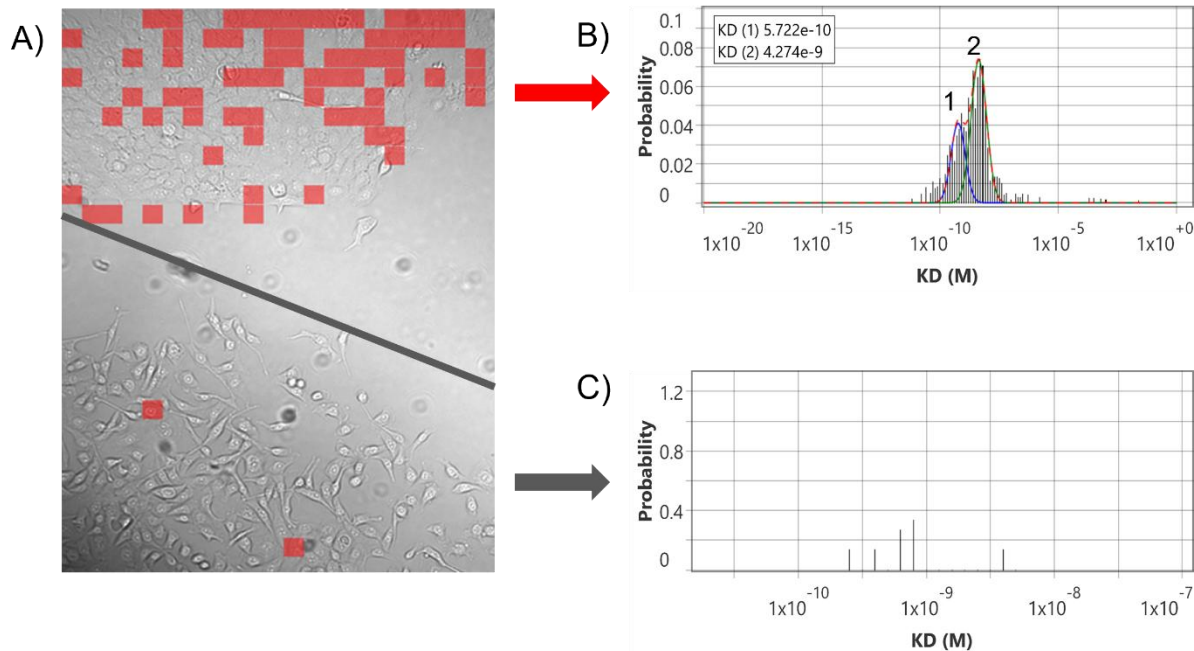 A)
B)
KD (1) 5.722e-10
KD (2) 4.274e-9
1
2
Probability
0.1
0.08
0.06
0.04
0.02
0
1x10-20
1x10-15
1x10-10
1x10-5
1x10+0
KD (M)
C)
Probability
1.2
0.8
0.4
0
1x10-10
1x10-9
1x10-8
1x10-7
KD (M)